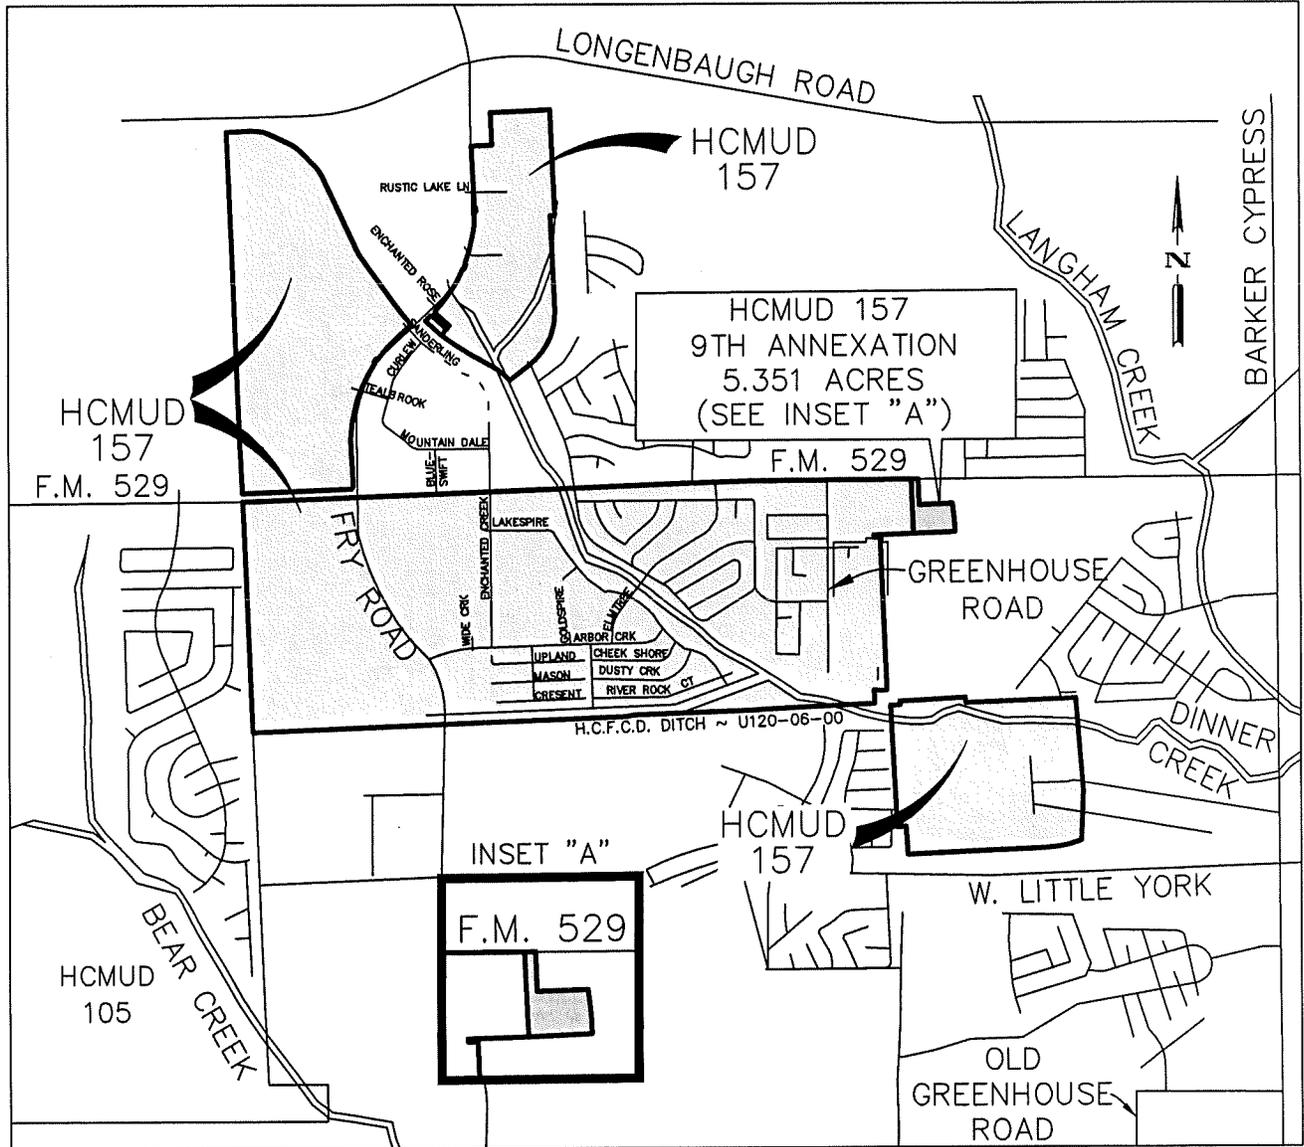 LONGENBAUGH ROAD
HCMUD
157
BARKER CYPRESS
RUSTIC LAKE LN
ENCHANTED ROSE
LANGHAM CREEK
N
HCMUD 157
9TH ANNEXATION
5.351 ACRES
(SEE INSET "A")
SANDERLING
CURLEW
TEALBROOK
HCMUD
157
F.M. 529
MOUNTAIN DALE
BLUE-
SWIFT
F.M. 529
FRY ROAD
ENCHANTED CREEK
LAKESPIRE
GREENHOUSE
ROAD
WIDE CRK
GOLDSPIRE
ELMTREE
ARBOR CRK
UPLAND
CHEEK SHORE
MASON
DUSTY CRK
CRESENT
RIVER ROCK CT
H.C.F.C.D. DITCH ~ U120-06-00
DINNER
CREEK
HCMUD
157
INSET "A"
W. LITTLE YORK
F.M. 529
BEAR CREEK
HCMUD
105
OLD
GREENHOUSE
ROAD